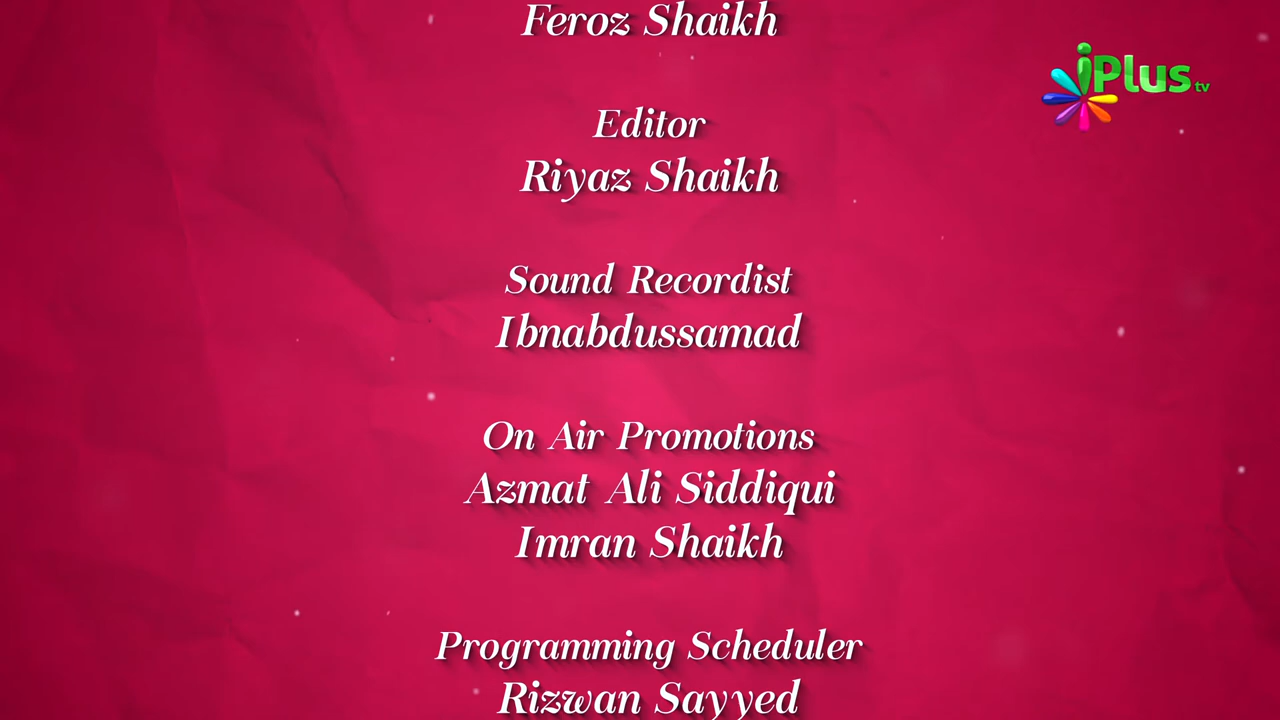 Feroz Shaikh
iPlus tv
Editor
Riyaz Shaikh
Sound Recordist
Ibnabdussamad
On Air Promotions
Azmat Ali Siddiqui
Imran Shaikh
Programming Scheduler
Rizwan Sayyed